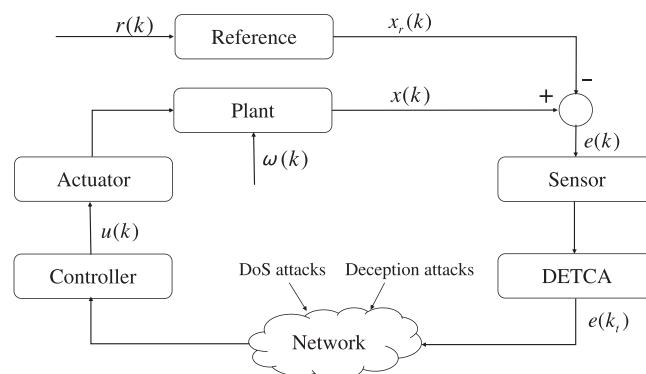 r(k)
Reference
x_r(k)
−
Plant
x(k)
+
ω(k)
e(k)
Actuator
Sensor
u(k)
DoS attacks
Deception attacks
Controller
DETCA
e(k_t)
Network